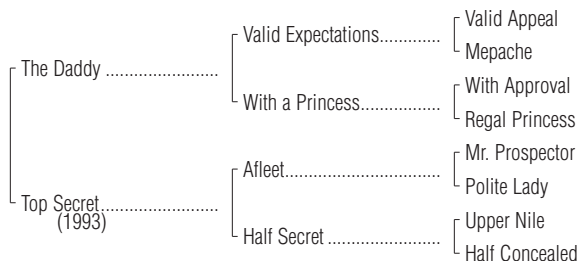 Valid Appeal
Valid Expectations.............
Mepache
The Daddy ........................
With Approval
With a Princess.................
Regal Princess
Mr. Prospector
Afleet.................................
Polite Lady
Top Secret.........................
(1993)
Upper Nile
Half Secret ........................
Half Concealed